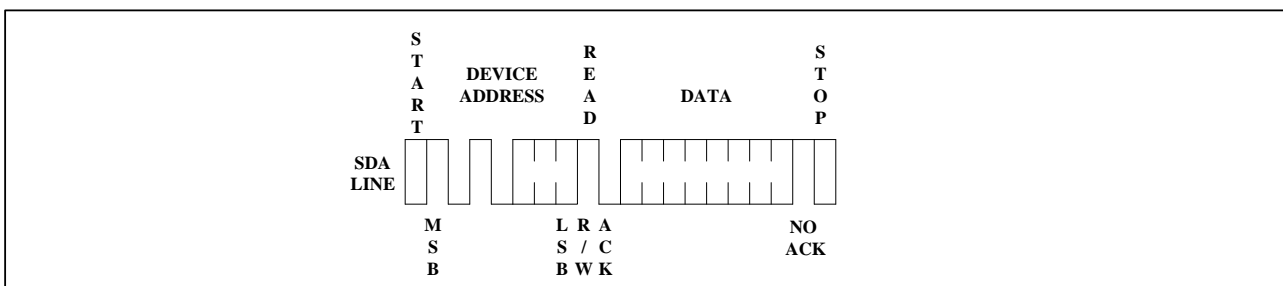 START
DEVICE
ADDRESS
READ
DATA
STOP
SDA
LINE
MSB
LSB
R/W
ACK
NO
ACK